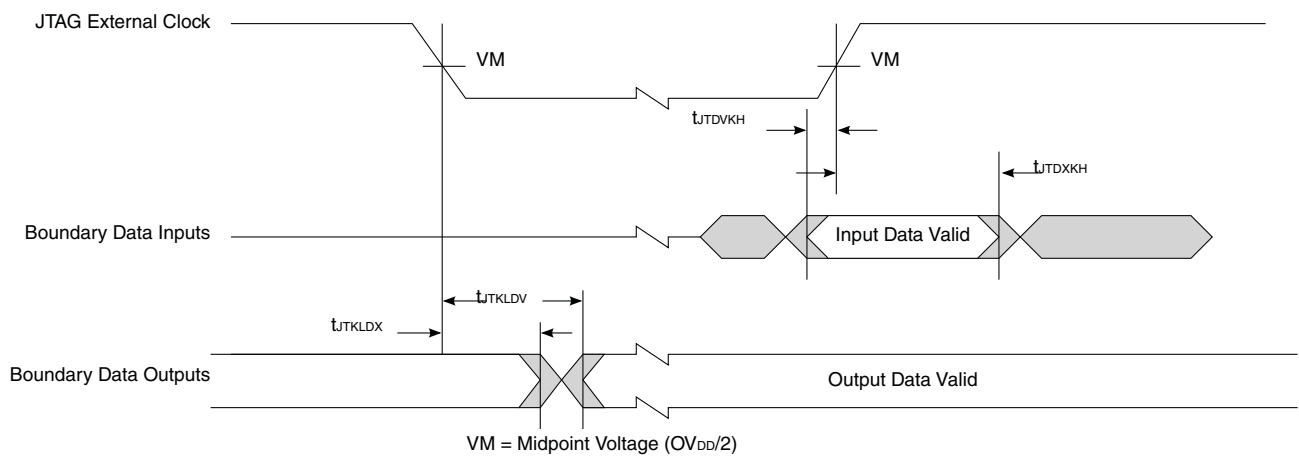 JTAG External Clock
VM
VM
tJTDVKH
tJTDXKH
Boundary Data Inputs
Input Data Valid
tJTKLDV
tJTKLDX
Boundary Data Outputs
Output Data Valid
VM = Midpoint Voltage (OVDD/2)